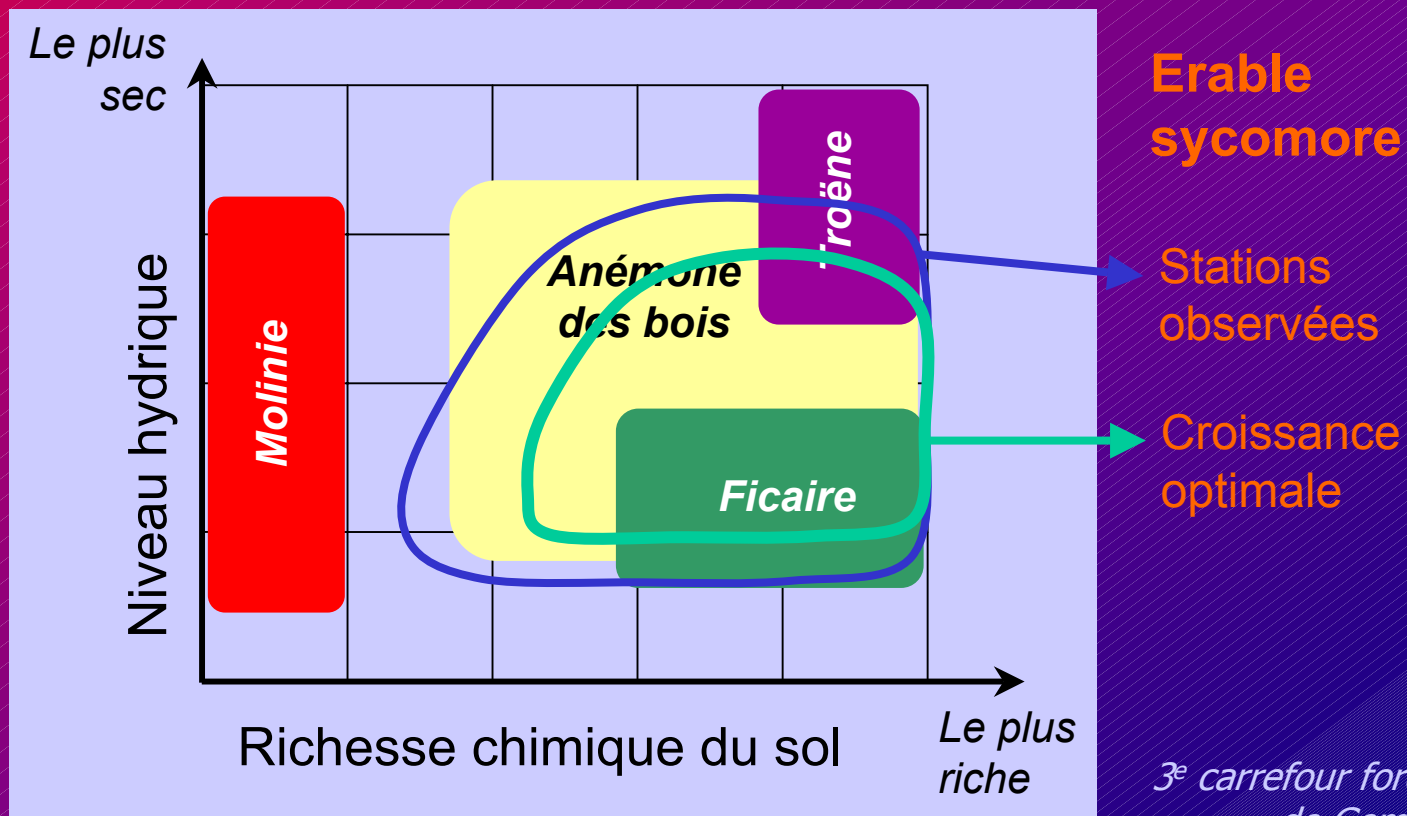 Le plus
sec
Niveau hydrique
Molinie
Anémone
des bois
Troëne
Ficaire
Richesse chimique du sol
Le plus
riche
Erable
sycomore
Stations
observées
Croissance
optimale
3e carrefour